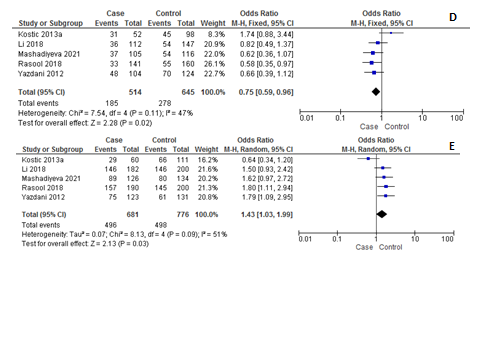 D
Case Control Odds Ratio Odds Ratio
Study or Subgroup Events Total Events Total Weight M-H, Fixed, 95% CI M-H, Fixed, 95% CI
Kostic 2013a 31 52 45 98 8.3% 1.74 [0.88, 3.44]
Li 2018 36 112 54 147 20.0% 0.82 [0.49, 1.37]
Mashadiyeva 2021 37 105 54 116 22.0% 0.62 [0.36, 1.07]
Rasool 2018 33 141 55 160 25.1% 0.58 [0.35, 0.97]
Yazdani 2012 48 104 70 124 24.6% 0.66 [0.39, 1.12]
Total (95% CI) 514 645 100.0% 0.75 [0.59, 0.96]
Total events 185 278
Heterogeneity: Chi² = 7.54, df = 4 (P = 0.11); I² = 47%
Test for overall effect: Z = 2.28 (P = 0.02)
0.01 0.1 1 10 100
Case Control
E
Case Control Odds Ratio Odds Ratio
Study or Subgroup Events Total Events Total Weight M-H, Random, 95% CI M-H, Random, 95% CI
Kostic 2013a 29 60 66 111 16.2% 0.64 [0.34, 1.20]
Li 2018 146 182 146 200 21.5% 1.50 [0.93, 2.42]
Mashadiyeva 2021 89 126 80 134 20.1% 1.62 [0.97, 2.72]
Rasool 2018 157 190 145 200 21.3% 1.80 [1.11, 2.94]
Yazdani 2012 75 123 61 131 20.9% 1.79 [1.09, 2.95]
Total (95% CI) 681 776 100.0% 1.43 [1.03, 1.99]
Total events 496 498
Heterogeneity: Tau² = 0.07; Chi² = 8.13, df = 4 (P = 0.09); I² = 51%
Test for overall effect: Z = 2.13 (P = 0.03)
0.01 0.1 1 10 100
Case Control